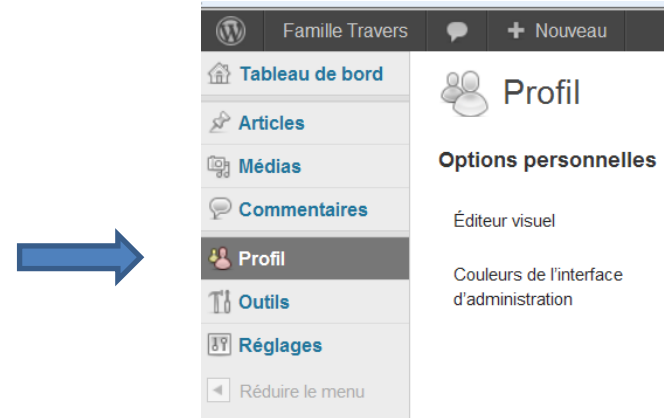 Famille Travers
+ Nouveau
Tableau de bord
Articles
Médias
Commentaires
Profil
Outils
Réglages
Réduire le menu
Profil
Options personnelles
Éditeur visuel
Couleurs de l’interface
d’administration